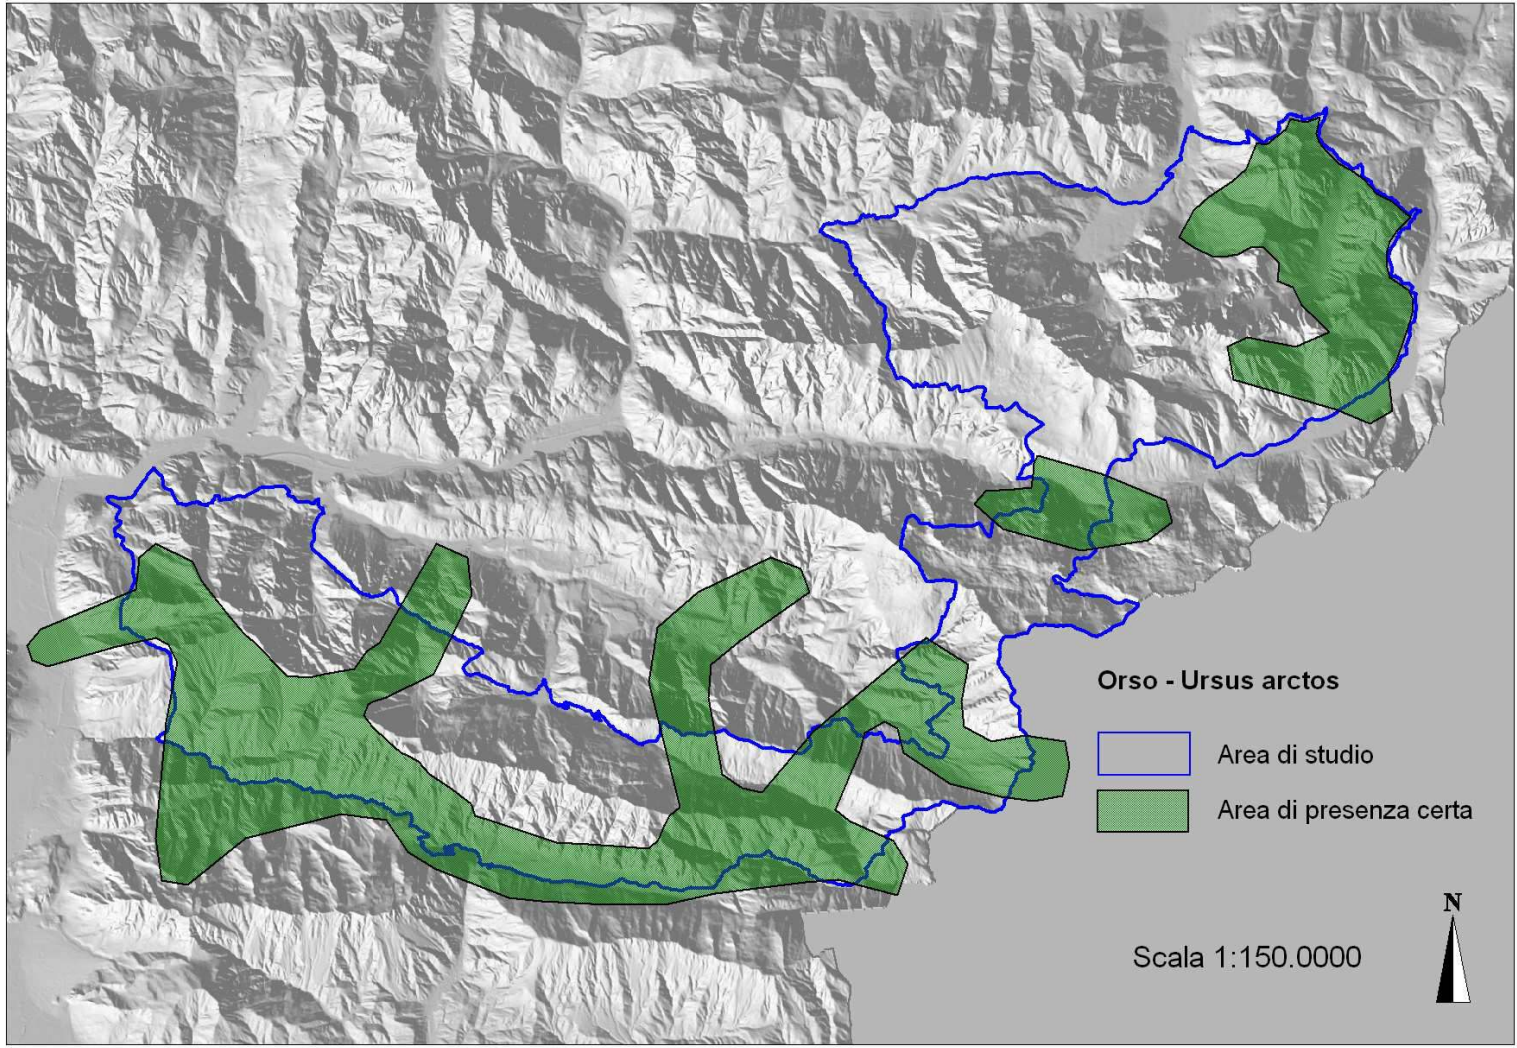 Orso - Ursus arctos
Area di studio
Area di presenza certa
N
Scala 1:150.0000